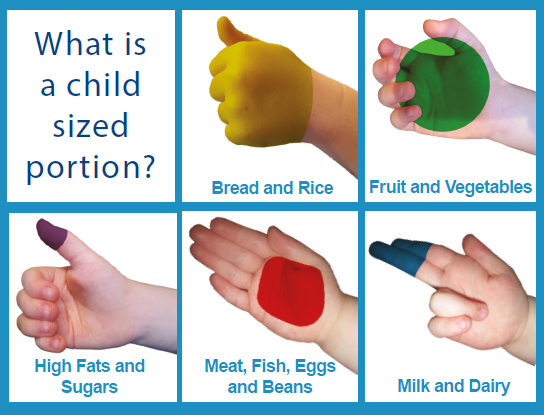 What is
a child
sized
portion?
Bread and Rice
Fruit and Vegetables
High Fats and
Sugars
Meat, Fish, Eggs
and Beans
Milk and Dairy